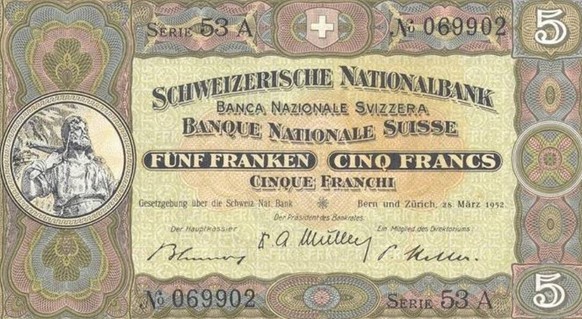 SERIE 53 A № 069902 5
SCHWEIZERISCHE NATIONALBANK
BANCA NAZIONALE SVIZZERA
BANQUE NATIONALE SUISSE
FÜNF FRANKEN CINQ FRANCS
CINQUE FRANCHI
Gesetzgebung über die Schweiz Nat. Bank Bern und Zürich, 28 März 1952
Der Präsident des Bankrates
Der Hauptkassier Ein Mitglied des Direktoriums
A Müller
№ 069902 SERIE 53 A 5